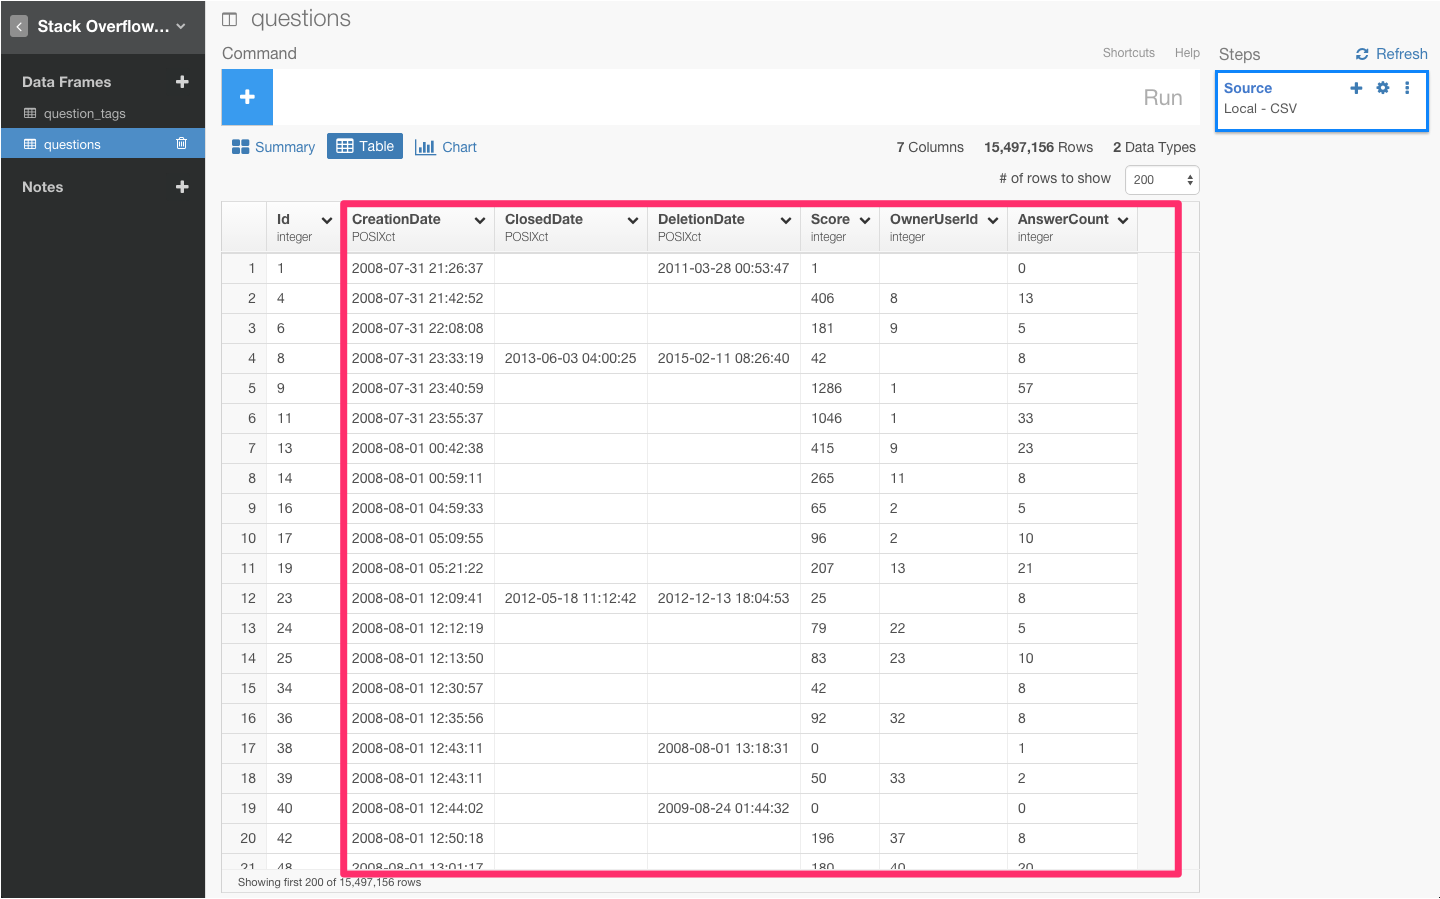 Stack Overflow...
Data Frames
question_tags
questions
Notes
questions
Command Shortcuts Help
Run
Summary Table Chart 7 Columns 15,497,156 Rows 2 Data Types
# of rows to show 200
Steps Refresh
Source
Local - CSV
Id CreationDate ClosedDate DeletionDate Score OwnerUserId AnswerCount
integer POSIXct POSIXct POSIXct integer integer integer
1 1 2008-07-31 21:26:37 2011-03-28 00:53:47 1 0
2 4 2008-07-31 21:42:52 406 8 13
3 6 2008-07-31 22:08:08 181 9 5
4 8 2008-07-31 23:33:19 2013-06-03 04:00:25 2015-02-11 08:26:40 42 8
5 9 2008-07-31 23:40:59 1286 1 57
6 11 2008-07-31 23:55:37 1046 1 33
7 13 2008-08-01 00:42:38 415 9 23
8 14 2008-08-01 00:59:11 265 11 8
9 16 2008-08-01 04:59:33 65 2 5
10 17 2008-08-01 05:09:55 96 2 10
11 19 2008-08-01 05:21:22 207 13 21
12 23 2008-08-01 12:09:41 2012-05-18 11:12:42 2012-12-13 18:04:53 25 8
13 24 2008-08-01 12:12:19 79 22 5
14 25 2008-08-01 12:13:50 83 23 10
15 34 2008-08-01 12:30:57 42 8
16 36 2008-08-01 12:35:56 92 32 8
17 38 2008-08-01 12:43:11 2008-08-01 13:18:31 0 1
18 39 2008-08-01 12:43:11 50 33 2
19 40 2008-08-01 12:44:02 2009-08-24 01:44:32 0 0
20 42 2008-08-01 12:50:18 196 37 8
21 48 2008-08-01 13:01:17 180 40 20
Showing first 200 of 15,497,156 rows